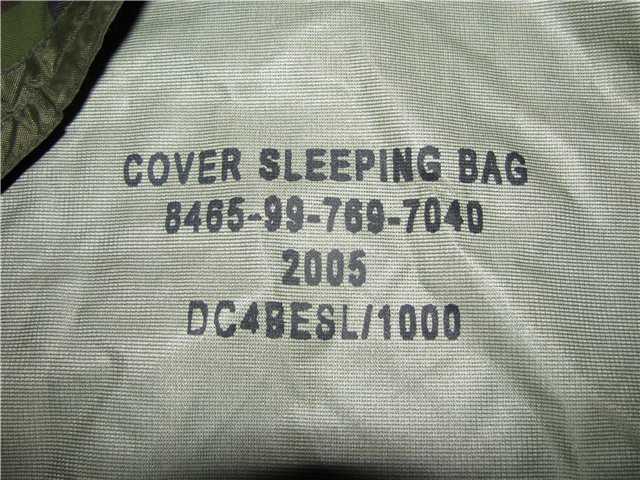 COVER SLEEPING BAG
8465-99-769-7040
2005
DC4BESL/1000